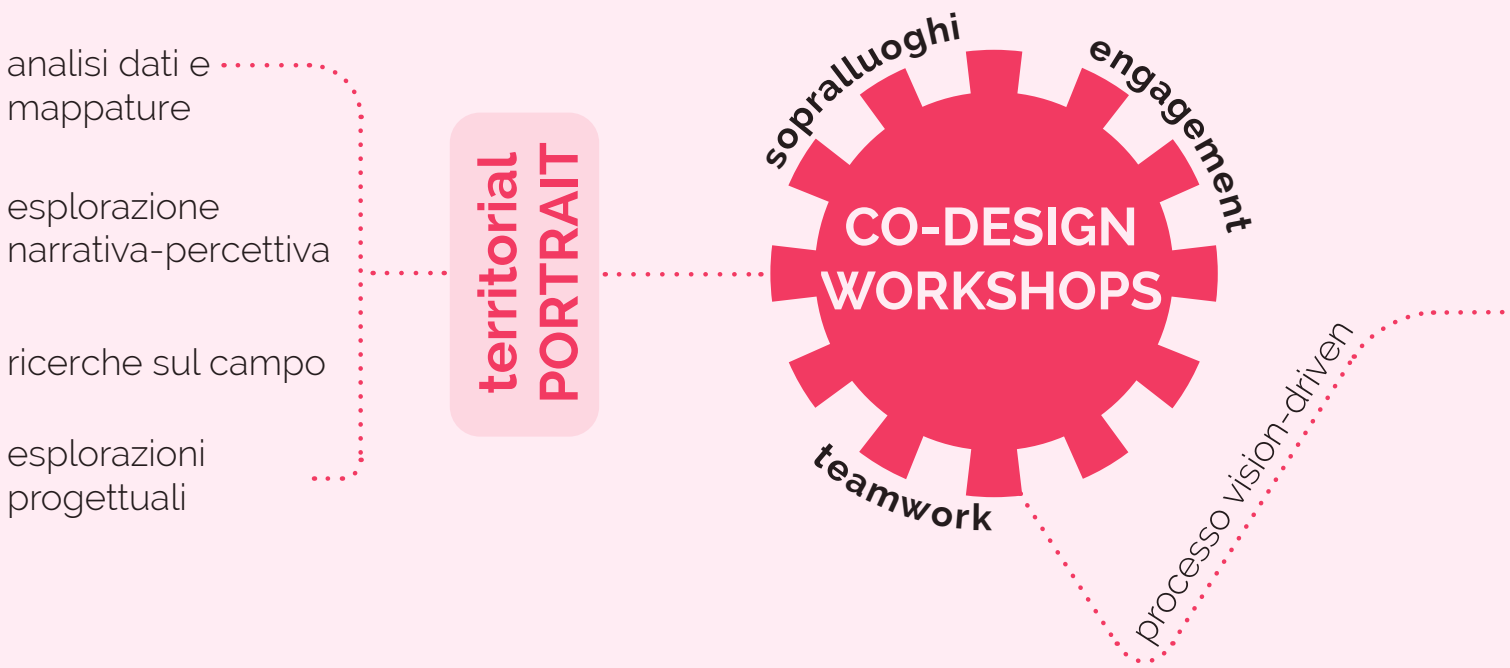 analisi dati e
mappature
esplorazione
narrativa-percettiva
ricerche sul campo
esplorazioni
progettuali
territorial
PORTRAIT
sopralluoghi
engagement
CO-DESIGN
WORKSHOPS
teamwork
processo vision-driven